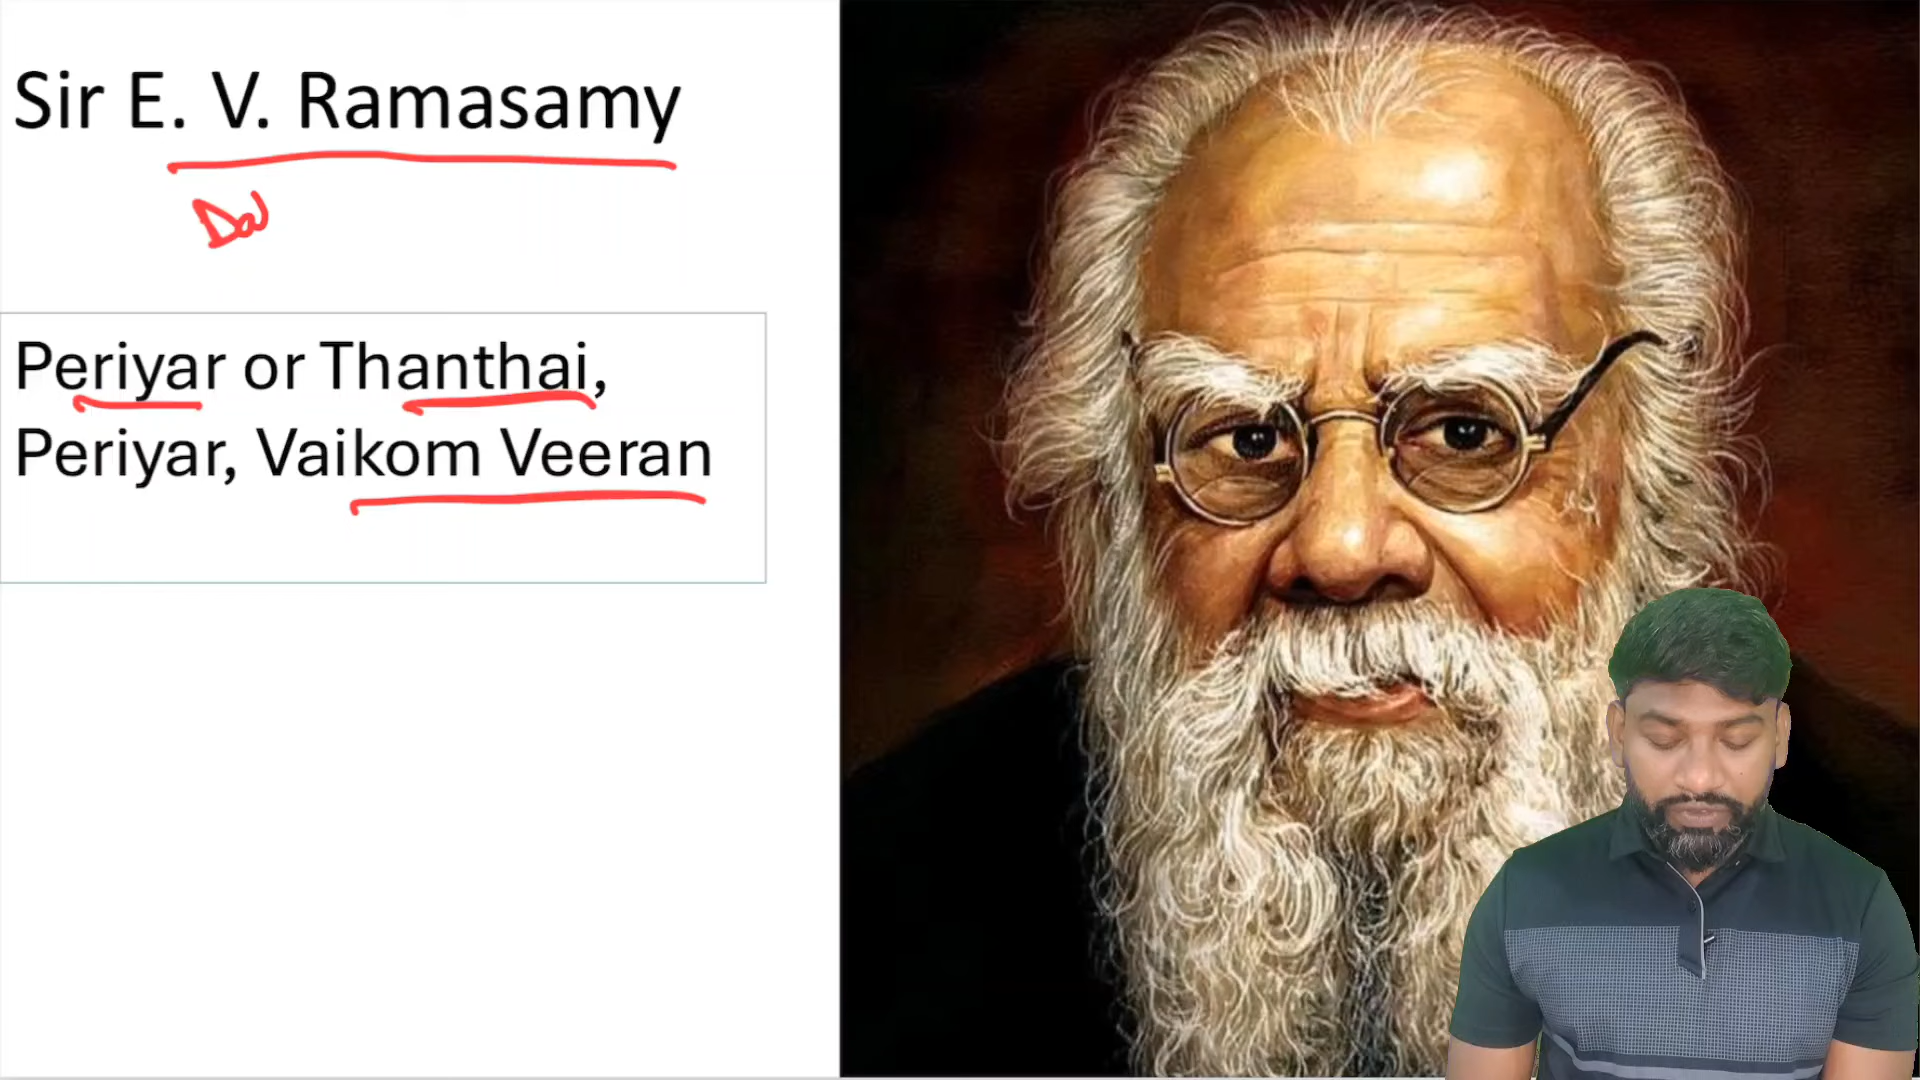 Sir E. V. Ramasamy
Periyar or Thanthai,
Periyar, Vaikom Veeran